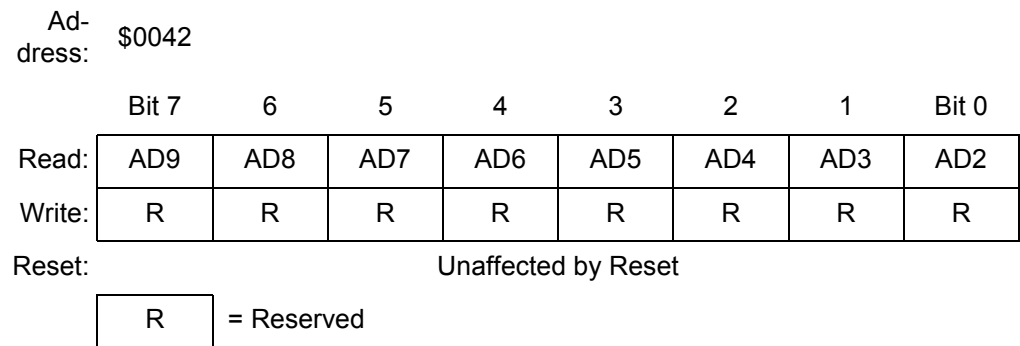 Ad-
dress: $0042
Bit 7 6 5 4 3 2 1 Bit 0
Read: AD9 AD8 AD7 AD6 AD5 AD4 AD3 AD2
Write: R R R R R R R R
Reset: Unaffected by Reset
R = Reserved